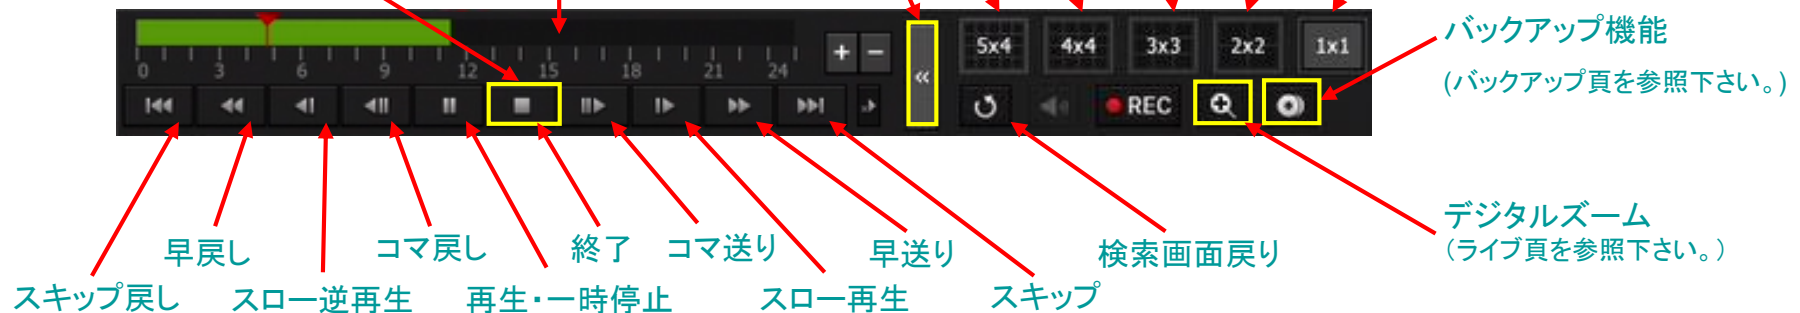 バックアップ機能
(バックアップ頁を参照下さい。)
5x4 4x4 3x3 2x2 1x1
+ −
0 3 6 9 12 15 18 21 24
«
REC
デジタルズーム
(ライブ頁を参照下さい。)
早戻し コマ戻し 終了 コマ送り 早送り 検索画面戻り
スキップ戻し スロー逆再生 再生・一時停止 スロー再生 スキップ